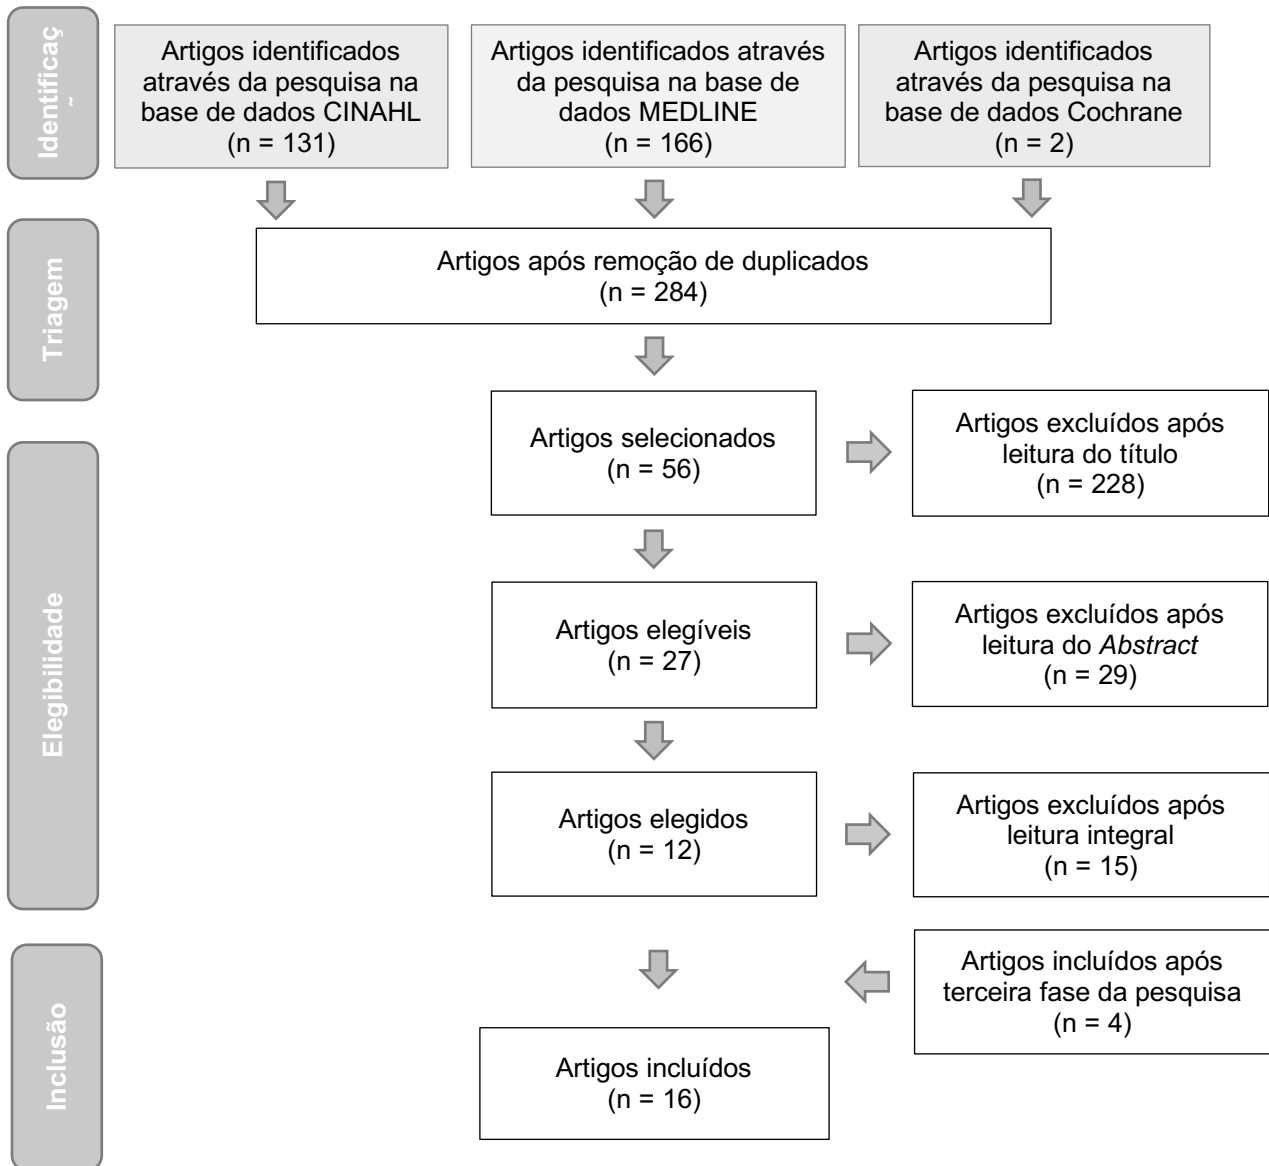 Identificaç
~
Artigos identificados
através da pesquisa na
base de dados CINAHL
(n = 131)
Artigos identificados através
da pesquisa na base de
dados MEDLINE
(n = 166)
Artigos identificados
através da pesquisa na
base de dados Cochrane
(n = 2)
Triagem
Artigos após remoção de duplicados
(n = 284)
Elegibilidade
Artigos selecionados
(n = 56)
Artigos excluídos após
leitura do título
(n = 228)
Artigos elegíveis
(n = 27)
Artigos excluídos após
leitura do Abstract
(n = 29)
Artigos elegidos
(n = 12)
Artigos excluídos após
leitura integral
(n = 15)
Inclusão
Artigos incluídos após
terceira fase da pesquisa
(n = 4)
Artigos incluídos
(n = 16)